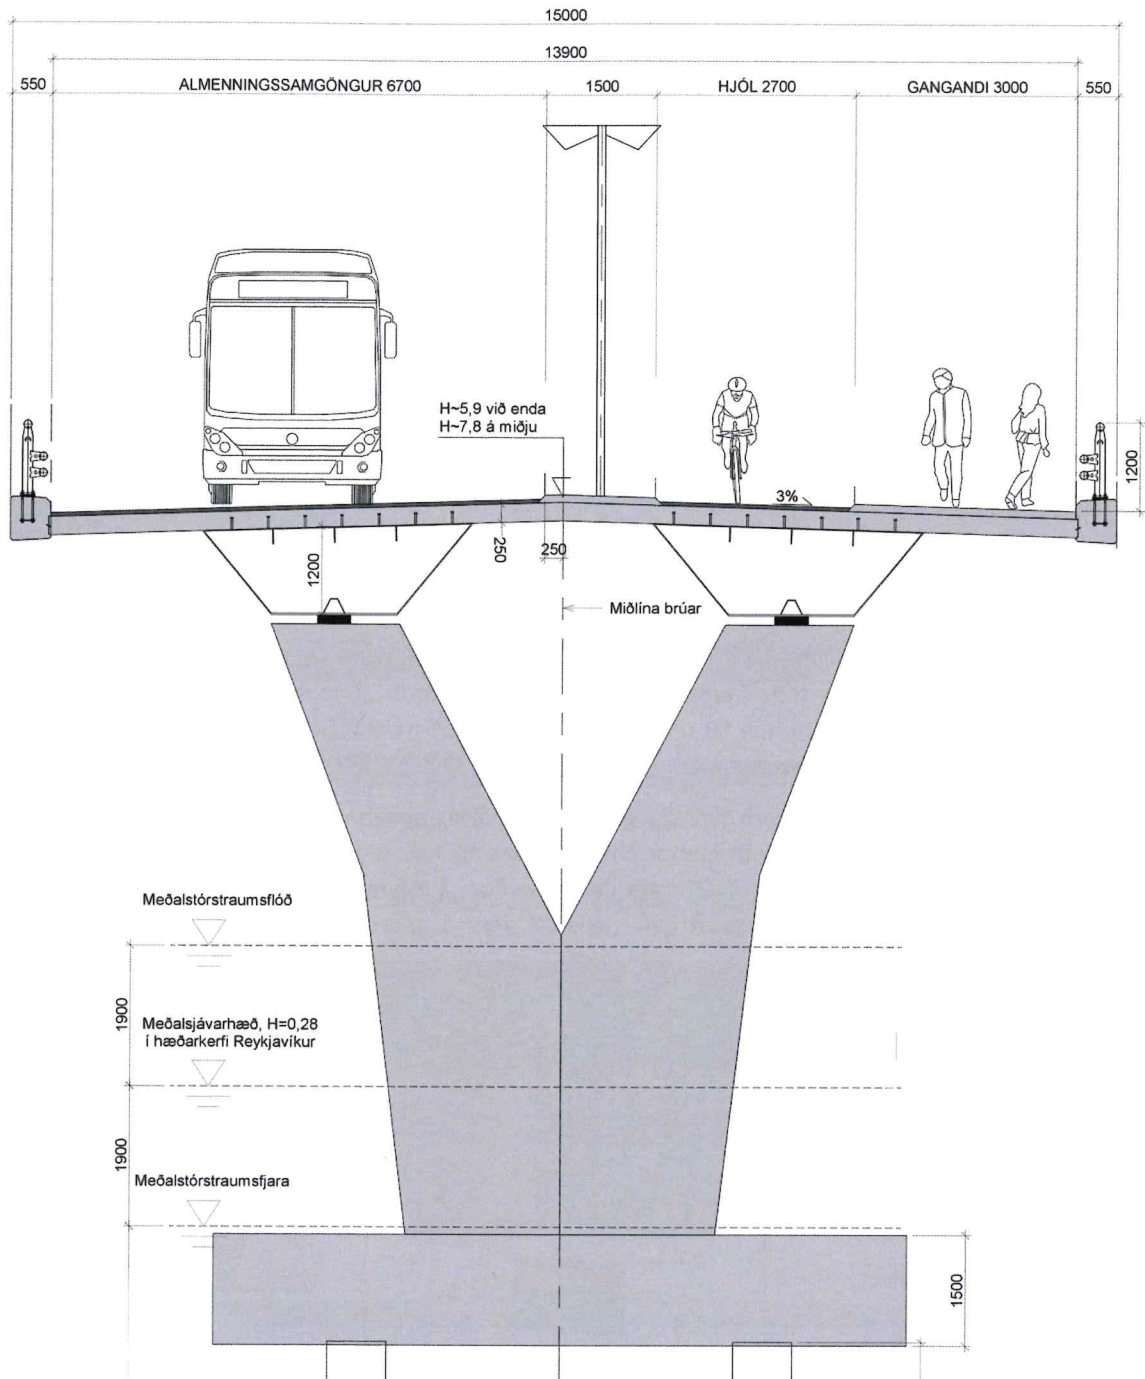 15000
13900
550
ALMENNINGSSAMGÖNGUR 6700
1500
HJÓL 2700
GANGANDI 3000
550
H~5,9 við enda
H~7,8 á miðju
3%
1200
250
250
1200
Miðlína brúar
Meðalstórstraumsflóð
1900
Meðalsjávarhæð, H=0,28
í hæðarkerfi Reykjavíkur
1900
Meðalstórstraumsfjara
1500